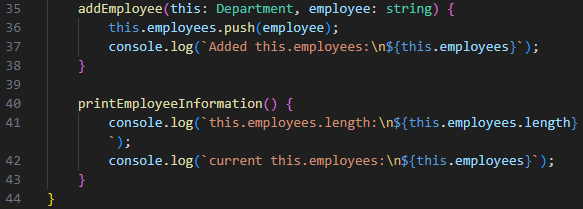 35 addEmployee(this: Department, employee: string) {
36 this.employees.push(employee);
37 console.log(`Added this.employees:\n${this.employees}`);
38 }
39
40 printEmployeeInformation() {
41 console.log(`this.employees.length:\n${this.employees.length}
`);
42 console.log(`current this.employees:\n${this.employees}`);
43 }
44 }